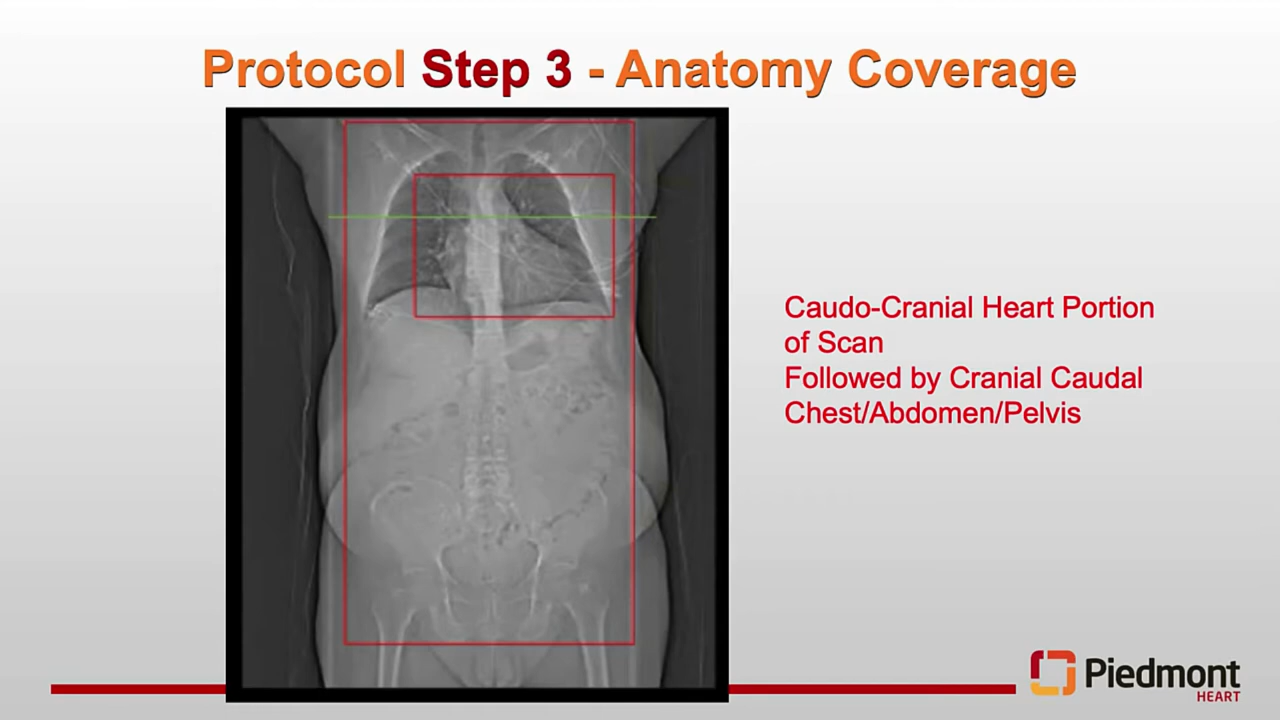 Protocol Step 3 - Anatomy Coverage
Caudo-Cranial Heart Portion
of Scan
Followed by Cranial Caudal
Chest/Abdomen/Pelvis
Piedmont
HEART